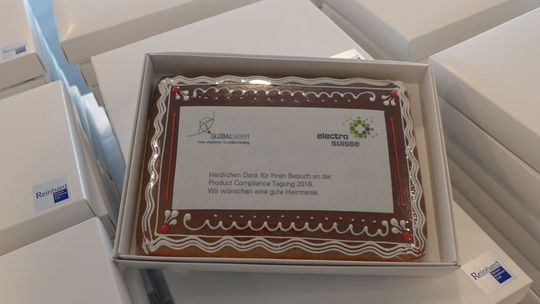 GLOBALNORM
electro
suisse
Herzlichen Dank für Ihren Besuch an der
Product Compliance Tagung 2016.
Wir wünschen eine gute Heimreise.
Reinhard
Reinhard